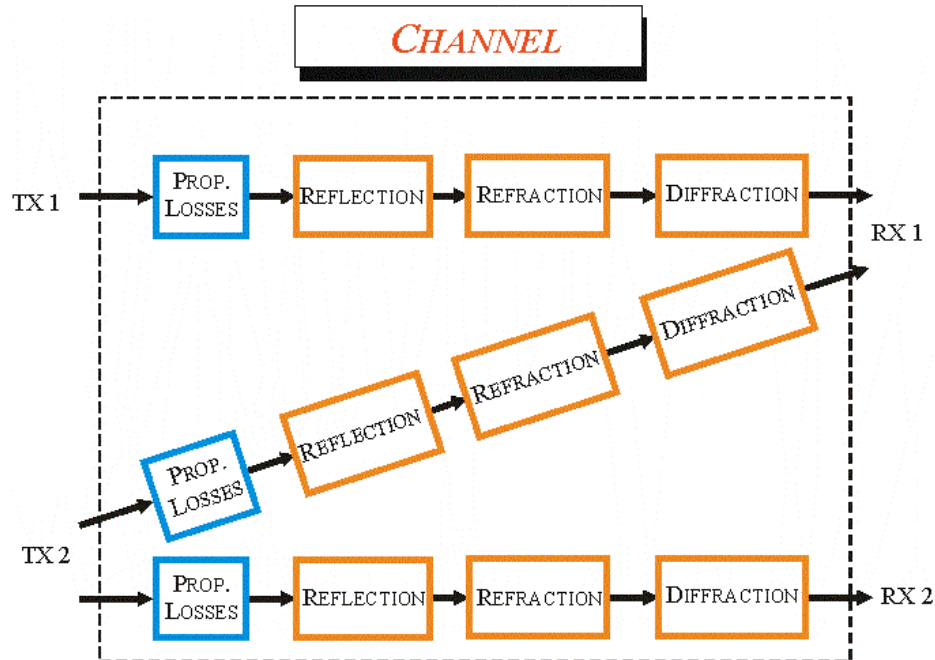 CHANNEL
TX 1
PROP.
LOSSES
REFLECTION
REFRACTION
DIFFRACTION
RX 1
TX 2
PROP.
LOSSES
REFLECTION
REFRACTION
DIFFRACTION
PROP.
LOSSES
REFLECTION
REFRACTION
DIFFRACTION
RX 2